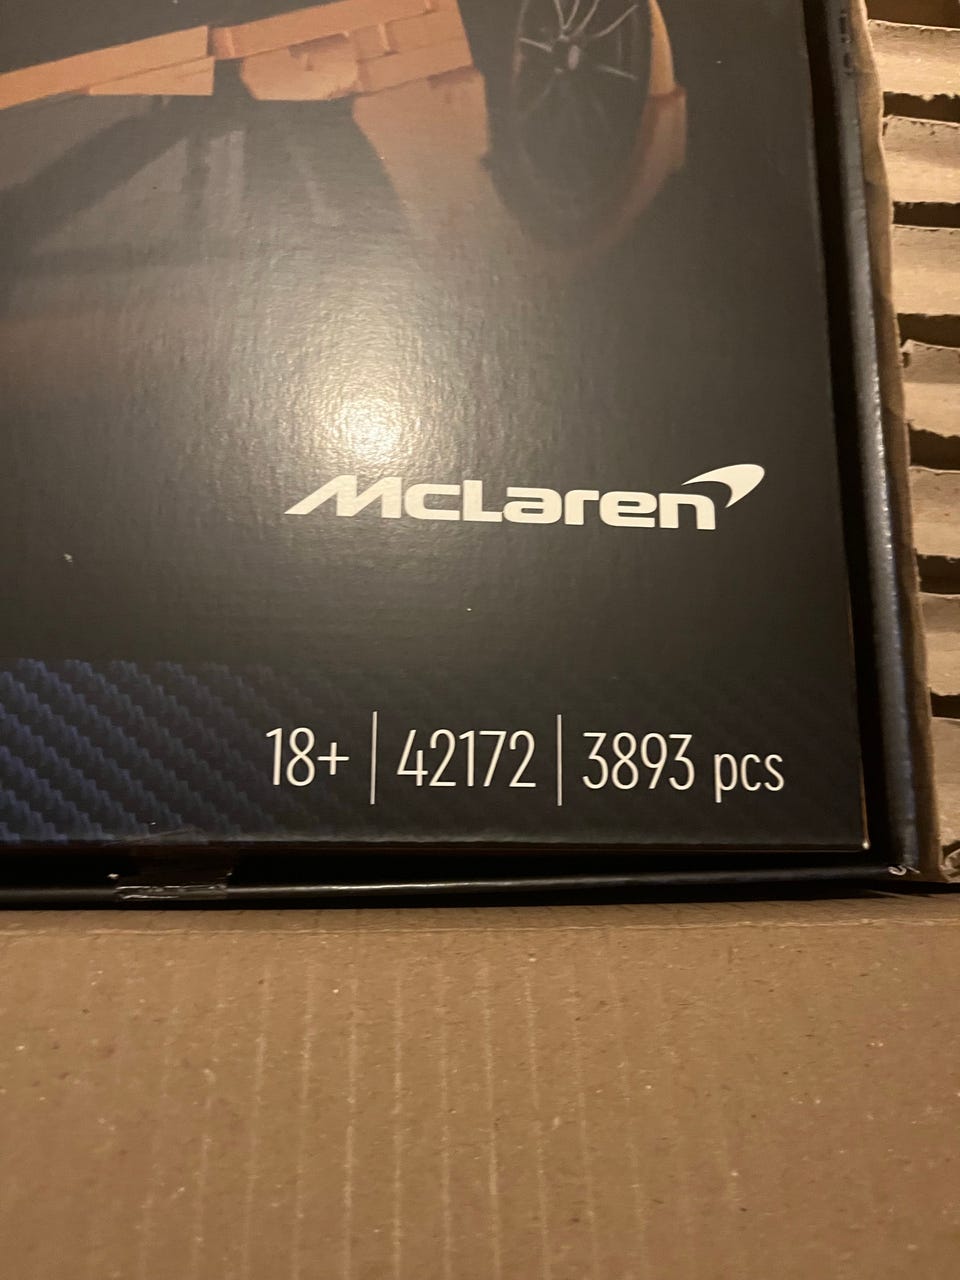 McLaren
18+ | 42172 | 3893 pcs